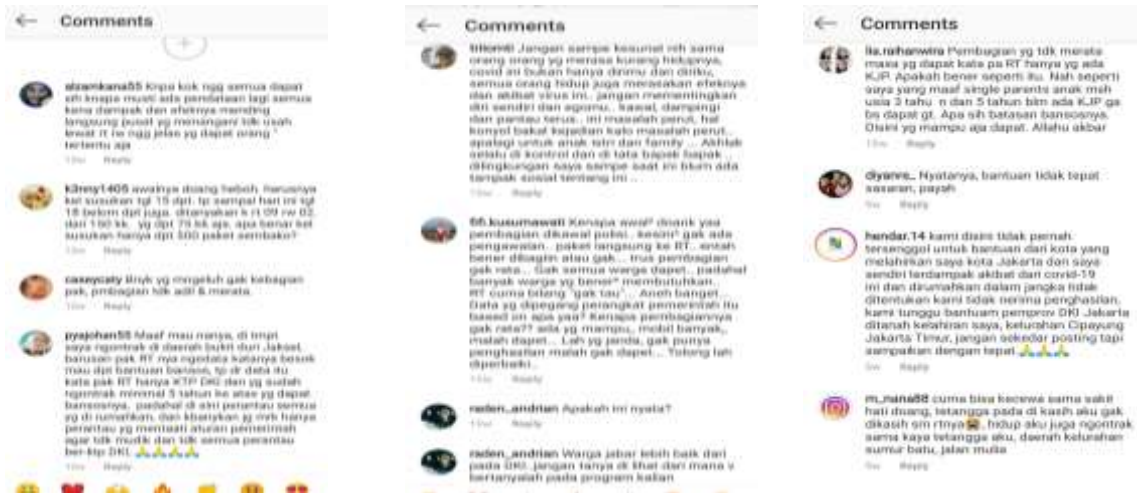 Comments
alzamkana55 Knpa kok ngg semua dapat
sih knapa musti ada pendataan lagi semua
kena dampak dan efeknya mending
langsung pusat yg menangani tdk usah
lewat rt rw ngg jelas yg dapat orang "
tertentu aja
Reply
k3nny1405 awalnya doang heboh. harusnya
kel susukan tgl 15 dpt. tp sampai hari ini tgl
18 belom dpt juga. ditanyakan k rt 09 rw 02.
dari 150 kk. yg dpt 75 kk aja. apa benar kel
susukan hanya dpt 500 paket sembako?
Reply
caseycaty Bnyk yg mngeluh gak kebagian
pak, pmbagian tdk adil & merata.
Reply
pyajohan55 Maaf mau nanya, di tmpt
saya ngontrak di daerah bukit duri Jaksel,
barusan pak RT nya ngodata katanya besok
mau dpt bantuan bansos, tp dr data itu
kata pak RT hanya KTP DKI dan yg sudah
ngontrak minimal 5 tahun ke atas yg dapat
bansosnya, padahal di sini perantau semua
yg di rumahkan, dan kbanykan yg mrk hanya
perantau yg mentaati aturan pemerintah
agar tdk mudik dan tdk semua perantau
ber-ktp DKI.
Reply
Comments
Jangan sampe kesunat nih sama
orang orang yg merasa kurang hidupnya,
covid ini bukan hanya dirimu dan diriku,
semua orang hidup juga merasakan efeknya
dan akibat virus ini.. jangan mementingkan
diri sendiri dan egomu.. kawal, dampingi
dan pantau terus.. ini masalah perut, hal
konyol bakal kejadian kalo masalah perut..
apalagi untuk anak istri dan family ... Akhlak
selalu di kontrol dan di tata bapak bapak ..
dilingkungan saya sampe saat ini blum ada
tampak sosial tentang ini ..
Reply
fifi.kusumawati Kenapa awal² doank yaa
pembagian dikawal polisi.. kesini² gak ada
pengawalan.. paket langsung ke RT.. entah
bener dibagiin atau gak... trus pembagian
gak rata... Gak semua warga dapet.. padahal
banyak warga yg bener² membutuhkan..
RT cuma bilang "gak tau"... Aneh banget...
Data yg dipegang perangkat pemerintah itu
based on apa yaa? Kenapa pembagiannya
gak rata?? ada yg mampu, mobil banyak,
malah dapet... Lah yg janda, gak punya
penghasilan malah gak dapet... Tolong lah
diperbaiki..
Reply
raden_andrian Apakah ini nyata?
Reply
raden_andrian Warga jabar lebih baik dari
pada DKI. jangan tanya di lihat dari mana v
bertanyalah pada program kalian
Comments
lia.raihanwira Pembagian yg tdk merata
masa yg dapat kata pa RT hanya yg ada
KJP. Apakah bener seperti itu. Nah seperti
saya yang maaf single parents anak msh
usia 3 tahu n dan 5 tahun blm ada KJP ga
bs dapat gt. Apa sih batasan bansosnya.
Disini yg mampu aja dapat. Allahu akbar
Reply
diyanre_ Nyatanya, bantuan tidak tepat
sasaran, payah
Reply
hendar.14 kami disini tidak pernah
tersenggol untuk bantuan dari kota yang
melahirkan saya kota Jakarta dan saya
sendiri terdampak akibat dari covid-19
ini dan dirumahkan dalam jangka tidak
ditentukan kami tidak nerima penghasilan,
kami tunggu bantuam pemprov DKI Jakarta
ditanah kelahiran saya, kelurahan Cipayung
Jakarta Timur, jangan sekedar posting tapi
sampaikan dengan tepat
Reply
m_nana88 cuma bisa kecewa sama sakit
hati doang, tetangga pada di kasih aku gak
dikasih sm rtnya, hidup aku juga ngontrak
sama kaya tetangga aku, daerah kelurahan
sumur batu, jalan mulia
Reply